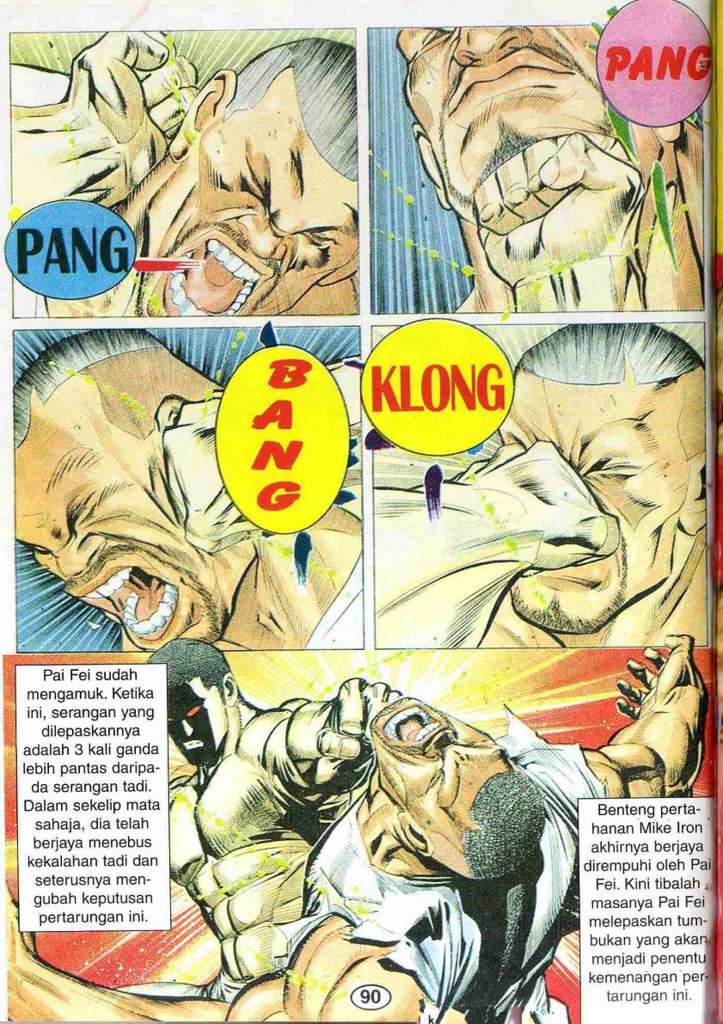 PANG
PANG
BANG
KLONG
Pai Fei sudah
mengamuk. Ketika
ini, serangan yang
dilepaskannya
adalah 3 kali ganda
lebih pantas daripa-
da serangan tadi.
Dalam sekelip mata
sahaja, dia telah
berjaya menebus
kekalahan tadi dan
seterusnya men-
gubah keputusan
pertarungan ini.
Benteng perta-
hanan Mike Iron
akhirnya berjaya
dirempuhi oleh Pai
Fei. Kini tibalah
masanya Pai Fei
melepaskan tum-
bukan yang akan
menjadi penentu
kemenangan per-
tarungan ini.
90